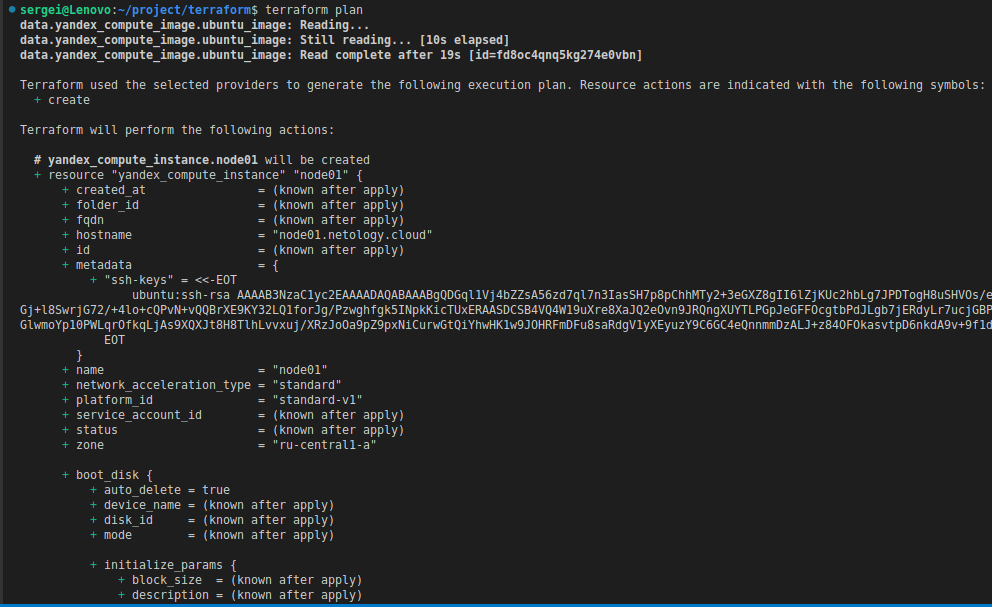 sergei@Lenovo:~/project/terraform$ terraform plan
data.yandex_compute_image.ubuntu_image: Reading...
data.yandex_compute_image.ubuntu_image: Still reading... [10s elapsed]
data.yandex_compute_image.ubuntu_image: Read complete after 19s [id=fd8oc4qnq5kg274e0vbn]
Terraform used the selected providers to generate the following execution plan. Resource actions are indicated with the following symbols:
+ create
Terraform will perform the following actions:
# yandex_compute_instance.node01 will be created
+ resource "yandex_compute_instance" "node01" {
+ created_at = (known after apply)
+ folder_id = (known after apply)
+ fqdn = (known after apply)
+ hostname = "node01.netology.cloud"
+ id = (known after apply)
+ metadata = {
+ "ssh-keys" = <<-EOT
ubuntu:ssh-rsa AAAAB3NzaC1yc2EAAAADAQABAAABgQDGql1Vj4bZZsA56zd7ql7n3IasSH7p8pChhMTy2+3eGXZ8gII6lZjKUc2hbLg7JPDTogH8uSHVOs/e
Gj+l8SwrjG72/+4lo+cQPvN+vQQBrXE9KY32LQ1forJg/Pzwghfgk5INpkKicTUxERAASDCSB4VQ4W19uXre8XaJQ2eOvn9JRQngXUYTLPGpJeGFFOcgtbPdJLgb7jERdyLr7ucjGBP
GlwmoYp10PWLqrOfkqLjAs9XQXJt8H8TlhLvvxuj/XRzJoOa9pZ9pxNiCurwGtQiYhwHK1w9JOHRFmDFu8saRdgV1yXEyuzY9C6GC4eQnnmmDzALJ+z84OFOkasvtpD6nkdA9v+9f1d
EOT
}
+ name = "node01"
+ network_acceleration_type = "standard"
+ platform_id = "standard-v1"
+ service_account_id = (known after apply)
+ status = (known after apply)
+ zone = "ru-central1-a"
+ boot_disk {
+ auto_delete = true
+ device_name = (known after apply)
+ disk_id = (known after apply)
+ mode = (known after apply)
+ initialize_params {
+ block_size = (known after apply)
+ description = (known after apply)